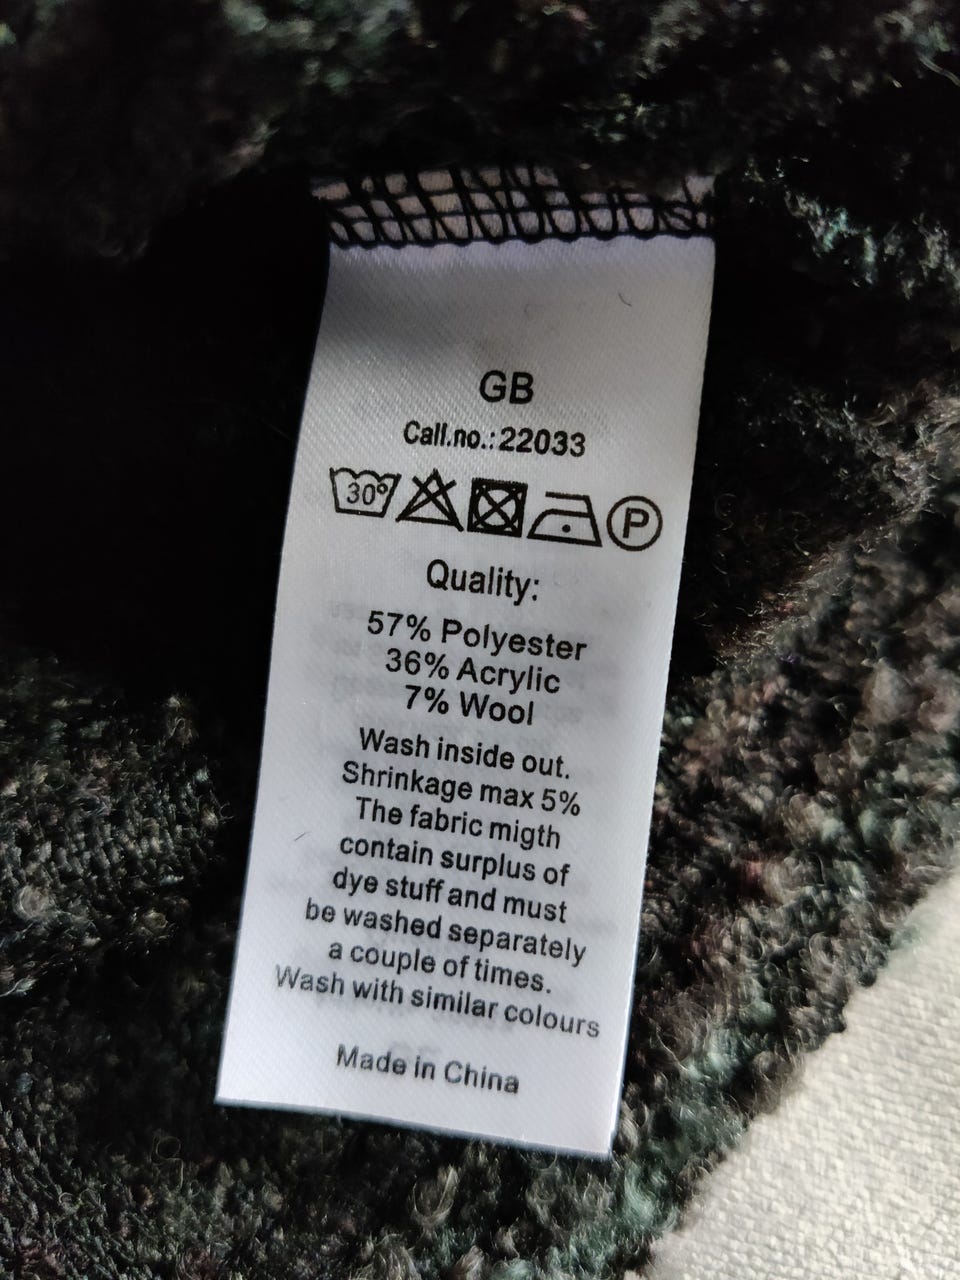 GB
Call.no.:22033
30°
P
Quality:
57% Polyester
36% Acrylic
7% Wool
Wash inside out.
Shrinkage max 5%
The fabric migth
contain surplus of
dye stuff and must
be washed separately
a couple of times.
Wash with similar colours
Made in China